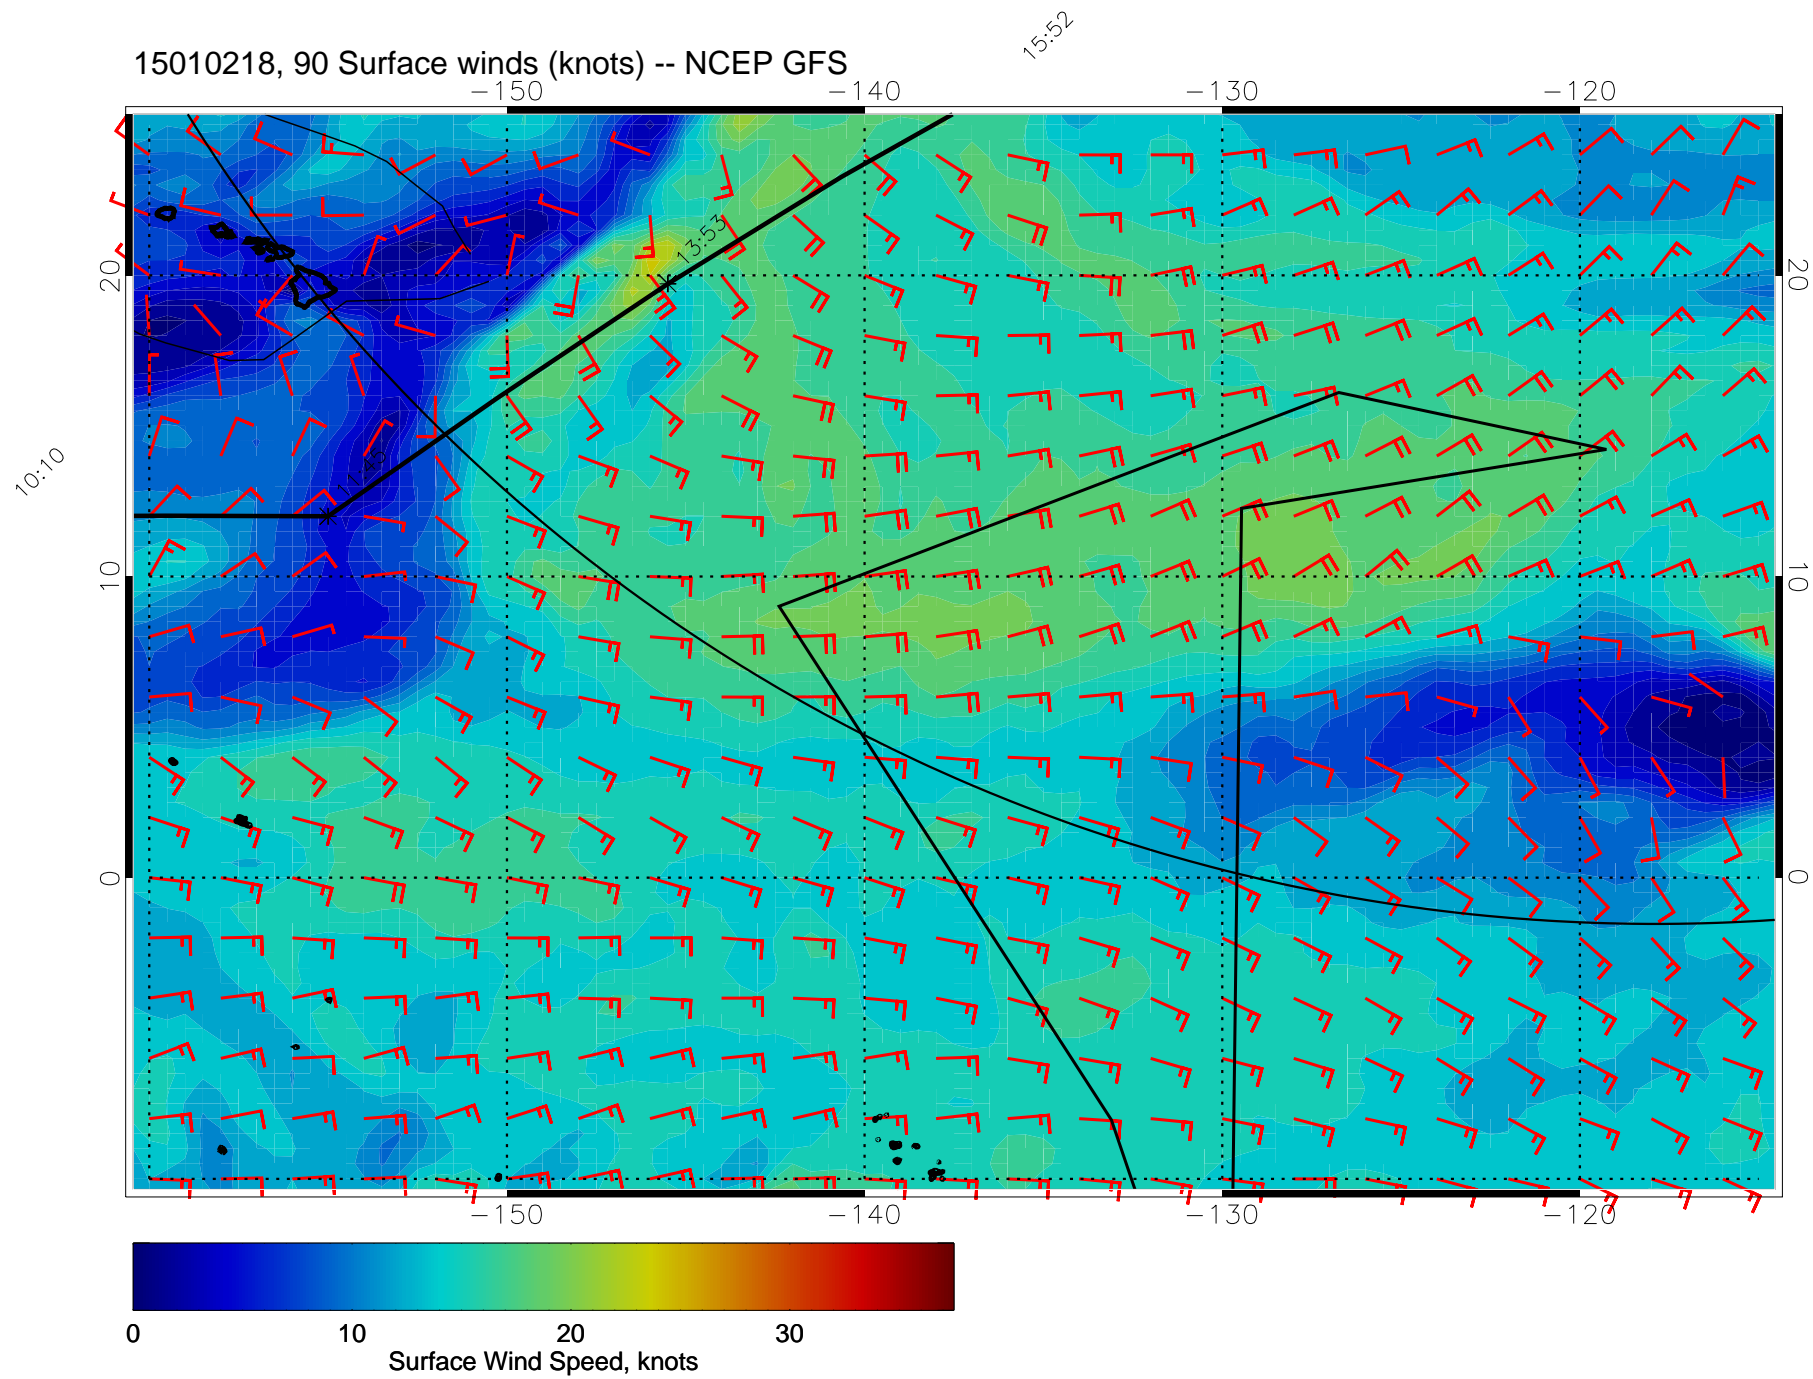 15:52
15010218, 90 Surface winds (knots) -- NCEP GFS
−150 −140 −130 −120
13:53
20 20
10:10
11:45
10 10
0 0
−150 −140 −130 −120
0 10 20 30
Surface Wind Speed, knots